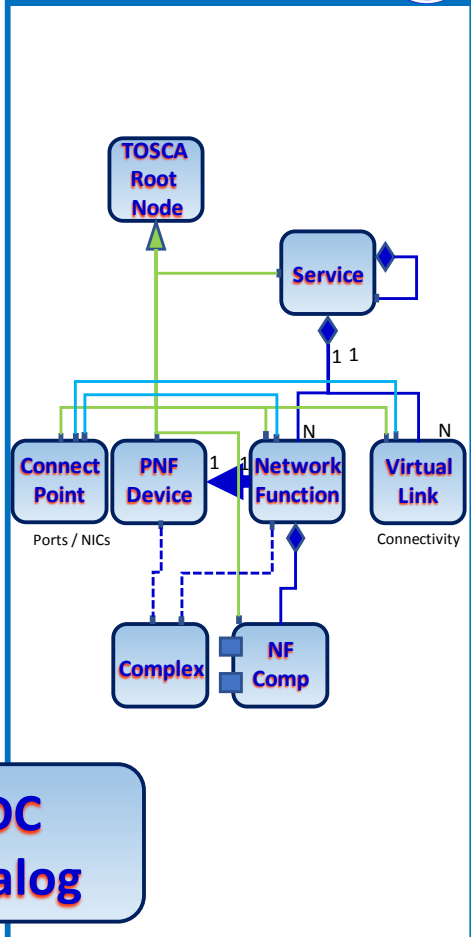 TOSCA
Root
Node
Service
1 1
N
N
Connect
Point
PNF
Device
1
1
Network
Function
Virtual
Link
Ports / NICs
Connectivity
Complex
NF
Comp
DC
alog